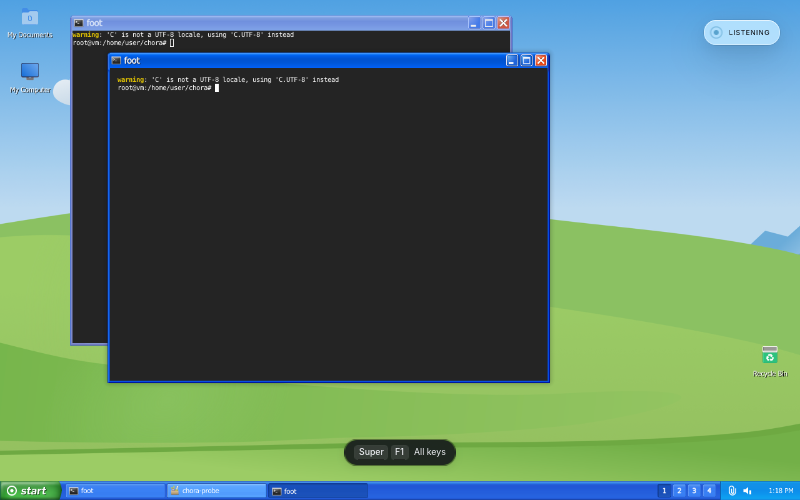 foot
My Documents
LISTENING
warning: 'C' is not a UTF-8 locale, using 'C.UTF-8' instead
root@vm:/home/user/chora#
foot
My Computer
warning: 'C' is not a UTF-8 locale, using 'C.UTF-8' instead
root@vm:/home/user/chora#
Recycle Bin
Super F1 All keys
start foot chora-probe foot 1 2 3 4 1:18 PM